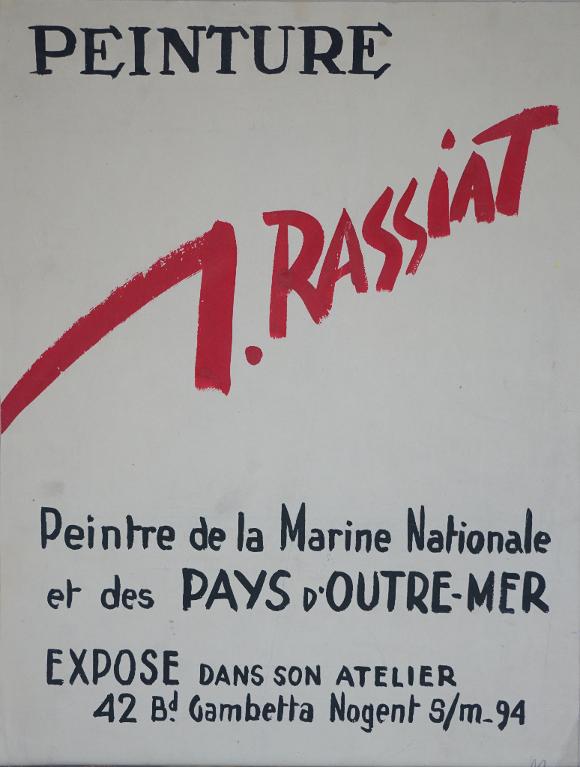 PEINTURE
1. RASSIAT
Peintre de la Marine Nationale
et des PAYS D'OUTRE-MER
EXPOSE DANS SON ATELIER
42 Bd Gambetta Nogent S/m-94